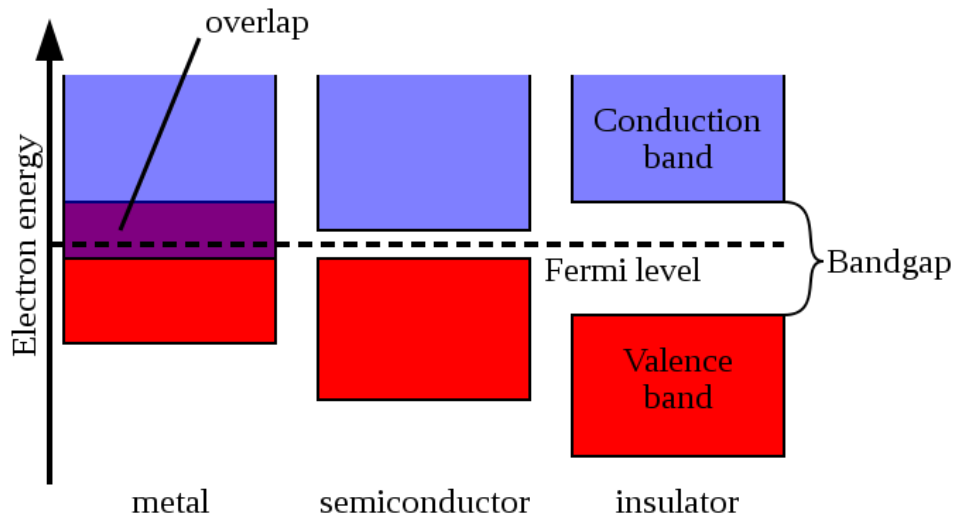 overlap
Electron energy
Conduction
band
Fermi level
Bandgap
Valence
band
metal
semiconductor
insulator